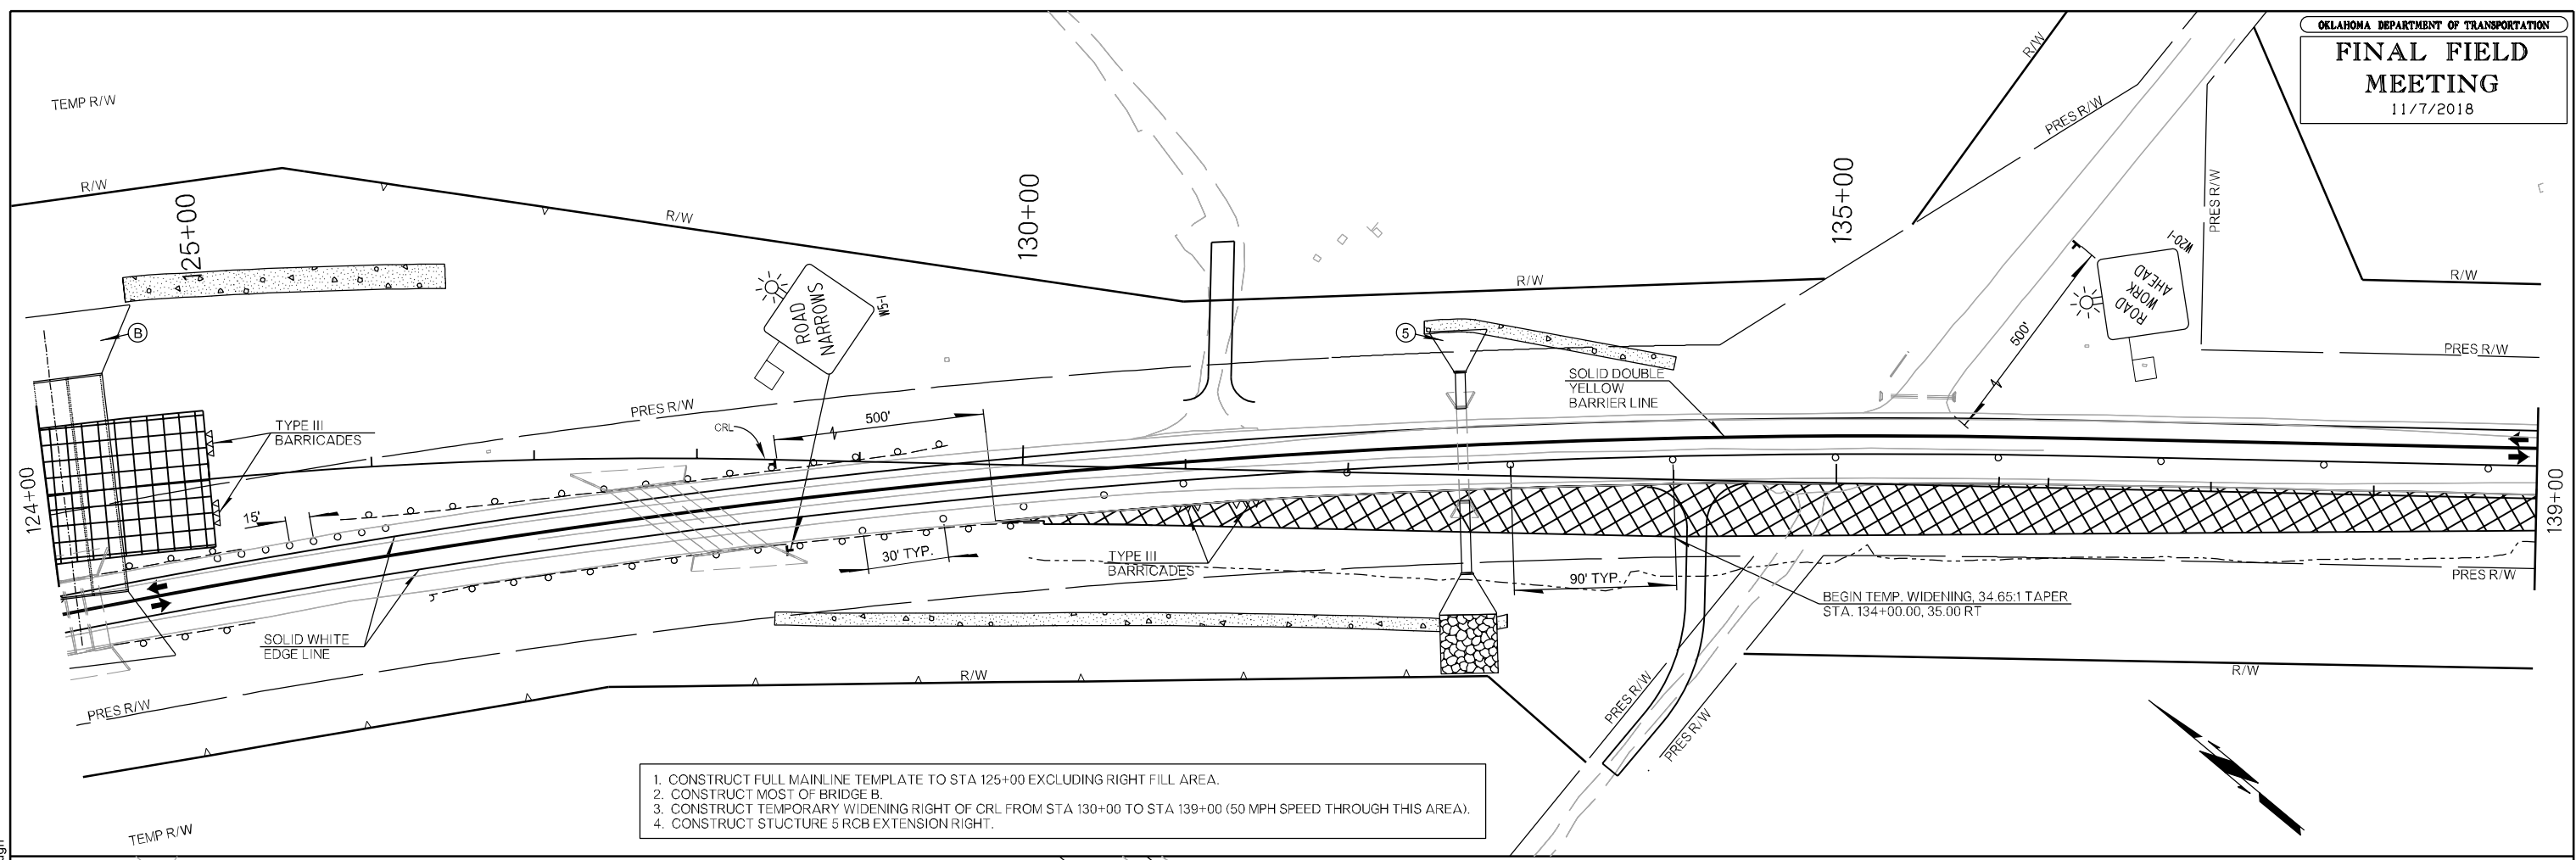 OKLAHOMA DEPARTMENT OF TRANSPORTATION
FINAL FIELD
MEETING
11/7/2018
TEMP R/W
R/W
125+00
R/W
130+00
R/W
135+00
R/W
PRES R/W
PRES R/W
R/W
PRES R/W
W20-1
ROAD
WORK
AHEAD
500'
B
ROAD
NARROWS
W5-1
5
SOLID DOUBLE
YELLOW
BARRIER LINE
PRES R/W
500'
CRL
TYPE III
BARRICADES
124+00
15'
139+00
30' TYP.
TYPE III
BARRICADES
90' TYP.
PRES R/W
BEGIN TEMP. WIDENING, 34.65:1 TAPER
STA. 134+00.00, 35.00 RT
SOLID WHITE
EDGE LINE
PRES R/W
R/W
PRES R/W
PRES R/W
R/W
1. CONSTRUCT FULL MAINLINE TEMPLATE TO STA 125+00 EXCLUDING RIGHT FILL AREA.
2. CONSTRUCT MOST OF BRIDGE B.
3. CONSTRUCT TEMPORARY WIDENING RIGHT OF CRL FROM STA 130+00 TO STA 139+00 (50 MPH SPEED THROUGH THIS AREA).
4. CONSTRUCT STUCTURE 5 RCB EXTENSION RIGHT.
TEMP R/W